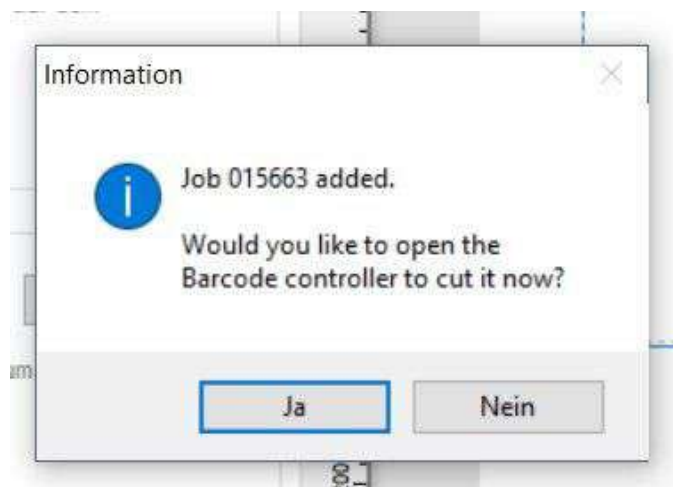 Information
Job 015663 added.
Would you like to open the
Barcode controller to cut it now?
Ja
Nein